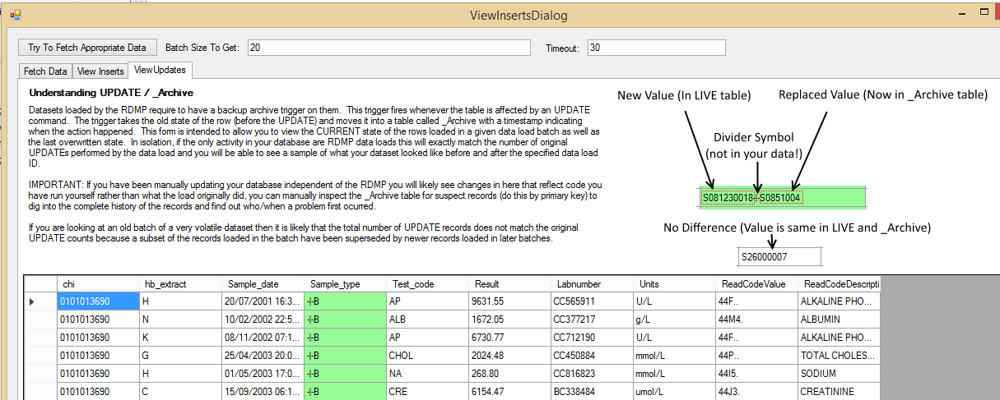 ViewInsertsDialog
Try To Fetch Appropriate Data Batch Size To Get: 20 Timeout: 30
Fetch Data View Inserts ViewUpdates
Understanding UPDATE / _Archive
Datasets loaded by the RDMP require to have a backup archive trigger on them. This trigger fires whenever the table is affected by an UPDATE
command. The trigger takes the old state of the row (before the UPDATE) and moves it into a table called _Archive with a timestamp indicating
when the action happened. This form is intended to allow you to view the CURRENT state of the rows loaded in a given data load batch as well as
the last overwritten state. In isolation, if the only activity in your database are RDMP data loads this will exactly match the number of original
UPDATEs performed by the data load and you will be able to see a sample of what your dataset looked like before and after the specified data load
ID.
IMPORTANT: If you have been manually updating your database independent of the RDMP you will likely see changes in here that reflect code you
have run yourself rather than what the load originally did, you can manually inspect the _Archive table for suspect records (do this by primary key) to
dig into the complete history of the records and find out who/when a problem first ocurred.
If you are looking at an old batch of a very volatile dataset then it is likely that the total number of UPDATE records does not match the original
UPDATE counts because a subset of the records loaded in the batch have been superseded by newer records loaded in later batches.
New Value (In LIVE table) Replaced Value (Now in _Archive table)
Divider Symbol
(not in your data!)
S081230018-|-S0851004
No Difference (Value is same in LIVE and _Archive)
S26000007
chi hb_extract Sample_date Sample_type Test_code Result Labnumber Units ReadCodeValue ReadCodeDescripti
0101013690 H 20/07/2001 16:3... -|-B AP 9631.55 CC565911 U/L 44F.. ALKALINE PHO...
0101013690 N 10/02/2002 22:5... -|-B ALB 1672.05 CC377217 g/L 44M4. ALBUMIN
0101013690 K 08/11/2002 07:1... -|-B AP 6730.77 CC712190 U/L 44F.. ALKALINE PHO...
0101013690 G 25/04/2003 20:0... -|-B CHOL 2024.48 CC450884 mmol/L 44P.. TOTAL CHOLES...
0101013690 H 01/05/2003 17:0... -|-B NA 268.80 CC816823 mmol/L 44I5. SODIUM
0101013690 C 15/09/2003 06:1... -|-B CRE 6154.47 BC338484 umol/L 44J3. CREATININE